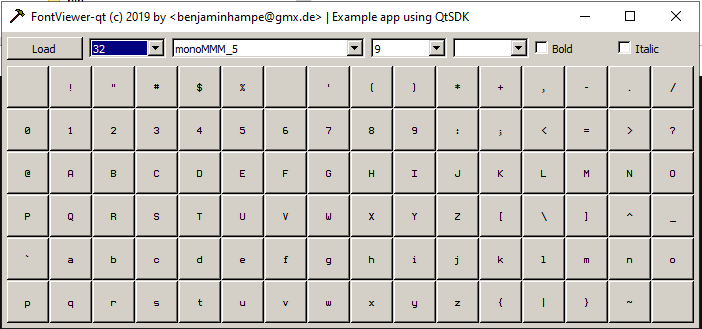 FontViewer-qt (c) 2019 by <benjaminhampe@gmx.de> | Example app using QtSDK
Load 32 monoMMM_5 9 Bold Italic
! " # $ % ' ( ) * + , - . /
0 1 2 3 4 5 6 7 8 9 : ; < = > ?
@ A B C D E F G H I J K L M N O
P Q R S T U V W X Y Z [ \ ] ^ _
` a b c d e f g h i j k l m n o
p q r s t u v w x y z { | } ~